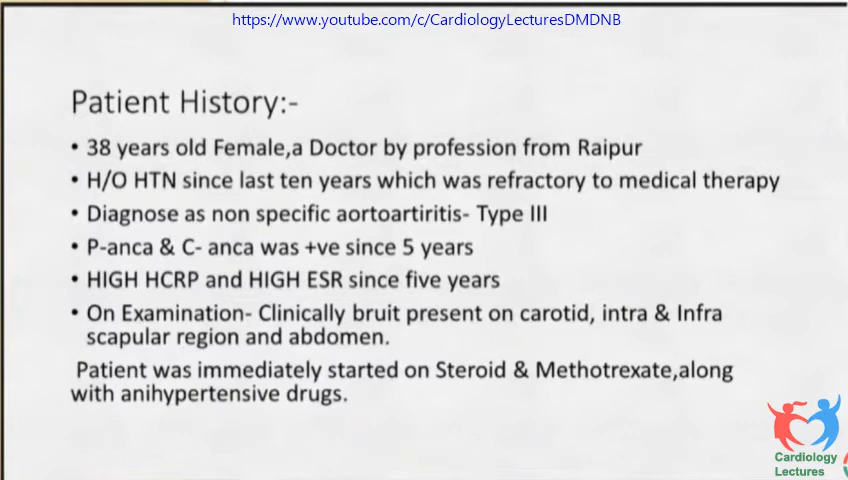 https://www.youtube.com/c/CardiologyLecturesDMDNB
Patient History:-
• 38 years old Female,a Doctor by profession from Raipur
• H/O HTN since last ten years which was refractory to medical therapy
• Diagnose as non specific aortoartiritis- Type III
• P-anca & C- anca was +ve since 5 years
• HIGH HCRP and HIGH ESR since five years
• On Examination- Clinically bruit present on carotid, intra & Infra
scapular region and abdomen.
Patient was immediately started on Steroid & Methotrexate,along
with anihypertensive drugs.
Cardiology
Lectures